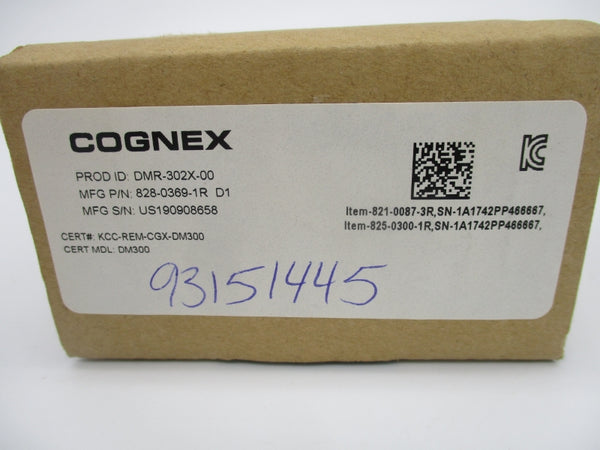 COGNEX
PROD ID: DMR-302X-00
MFG P/N: 828-0369-1R D1
MFG S/N: US190908658
CERT#: KCC-REM-CGX-DM300
CERT MDL: DM300
Item-821-0087-3R,SN-1A1742PP466667,
Item-825-0300-1R,SN-1A1742PP466667,
93151445